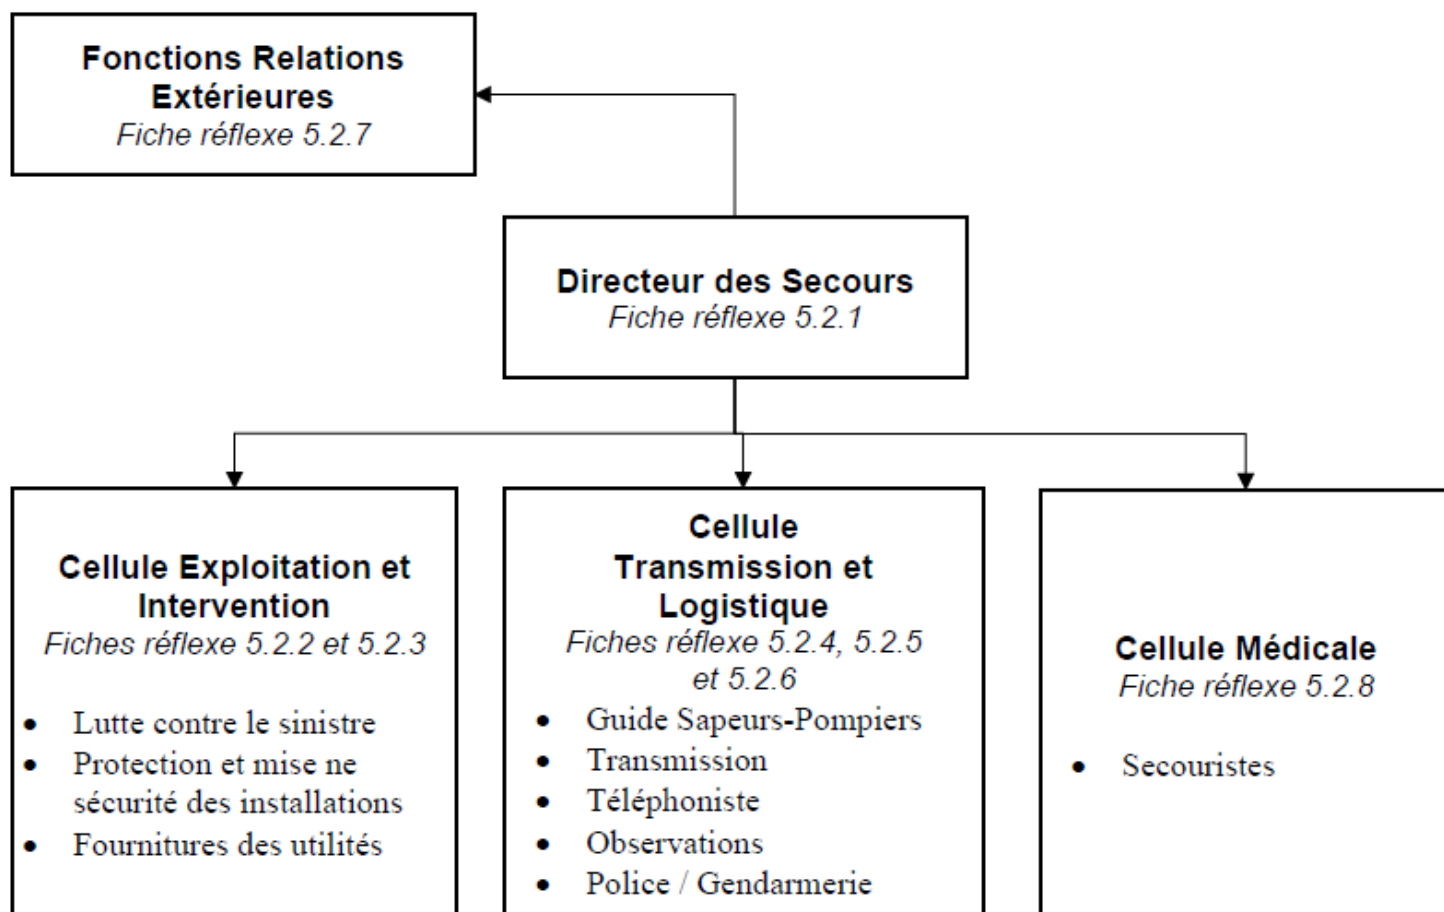 Fonctions Relations
Extérieures
Fiche réflexe 5.2.7
Directeur des Secours
Fiche réflexe 5.2.1
Cellule Exploitation et
Intervention
Fiches réflexe 5.2.2 et 5.2.3
• Lutte contre le sinistre
• Protection et mise ne
sécurité des installations
• Fournitures des utilités
Cellule
Transmission et
Logistique
Fiches réflexe 5.2.4, 5.2.5
et 5.2.6
• Guide Sapeurs-Pompiers
• Transmission
• Téléphoniste
• Observations
• Police / Gendarmerie
Cellule Médicale
Fiche réflexe 5.2.8
• Secouristes